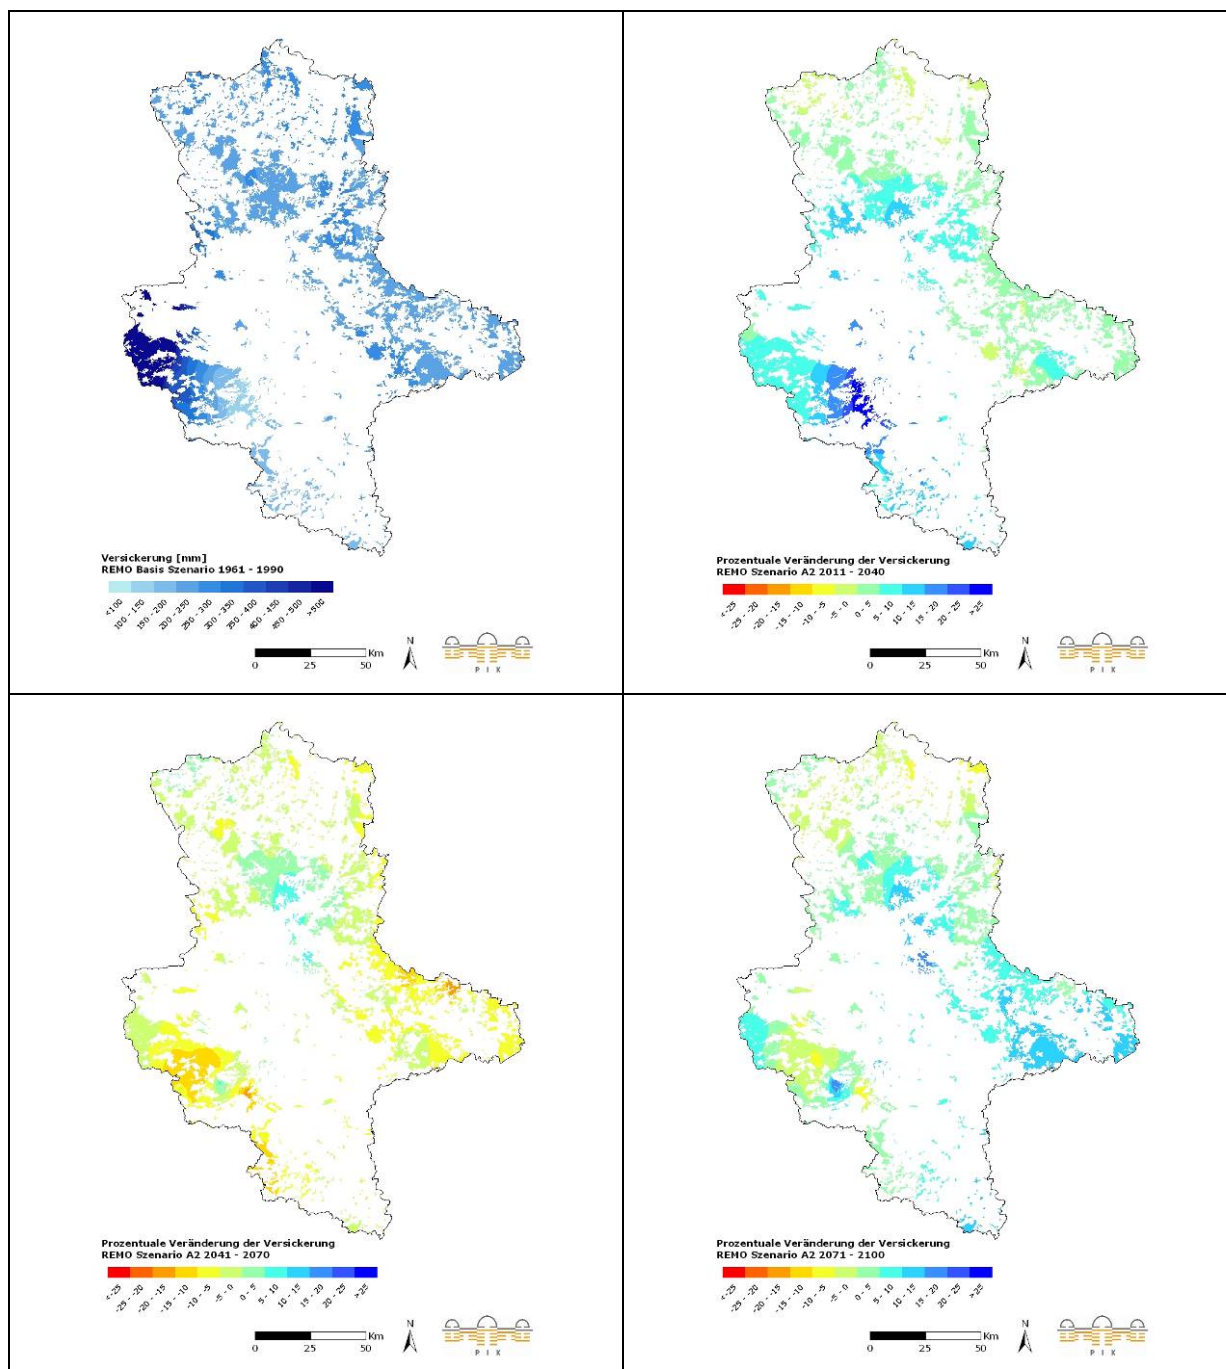 Versickerung [mm]
REMO Basis Szenario 1961 - 1990
<100 100 - 150 150 - 200 200 - 250 250 - 300 300 - 350 350 - 400 400 - 450 450 - 500 >500
Km
0 25 50
N
P I K
Prozentuale Veränderung der Versickerung
REMO Szenario A2 2011 - 2040
<-25 -25 - -20 -20 - -15 -15 - -10 -10 - -5 -5 - 0 0 - 5 5 - 10 10 - 15 15 - 20 20 - 25 >25
Km
0 25 50
N
P I K
Prozentuale Veränderung der Versickerung
REMO Szenario A2 2041 - 2070
<-25 -25 - -20 -20 - -15 -15 - -10 -10 - -5 -5 - 0 0 - 5 5 - 10 10 - 15 15 - 20 20 - 25 >25
Km
0 25 50
N
P I K
Prozentuale Veränderung der Versickerung
REMO Szenario A2 2071 - 2100
<-25 -25 - -20 -20 - -15 -15 - -10 -10 - -5 -5 - 0 0 - 5 5 - 10 10 - 15 15 - 20 20 - 25 >25
Km
0 25 50
N
P I K